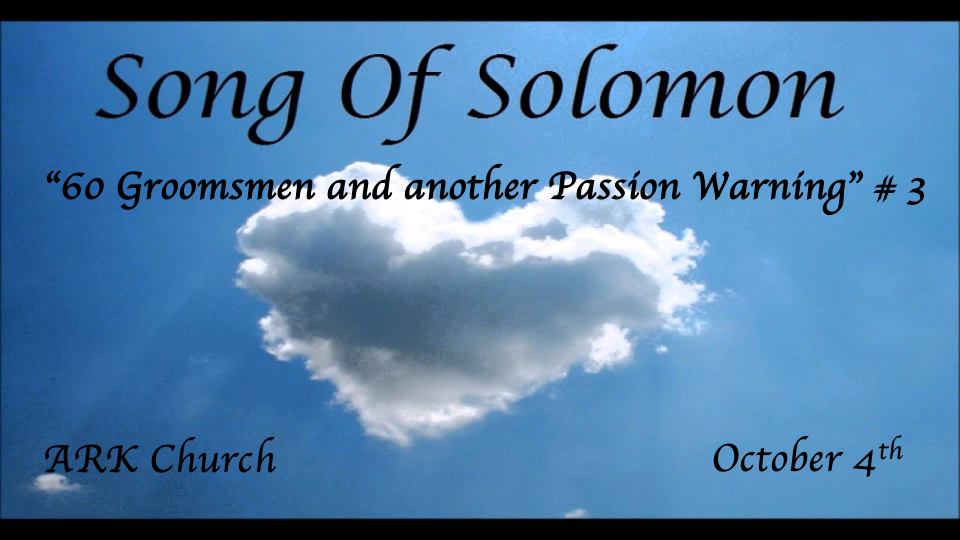 Song Of Solomon
“60 Groomsmen and another Passion Warning” # 3
ARK Church
October 4th